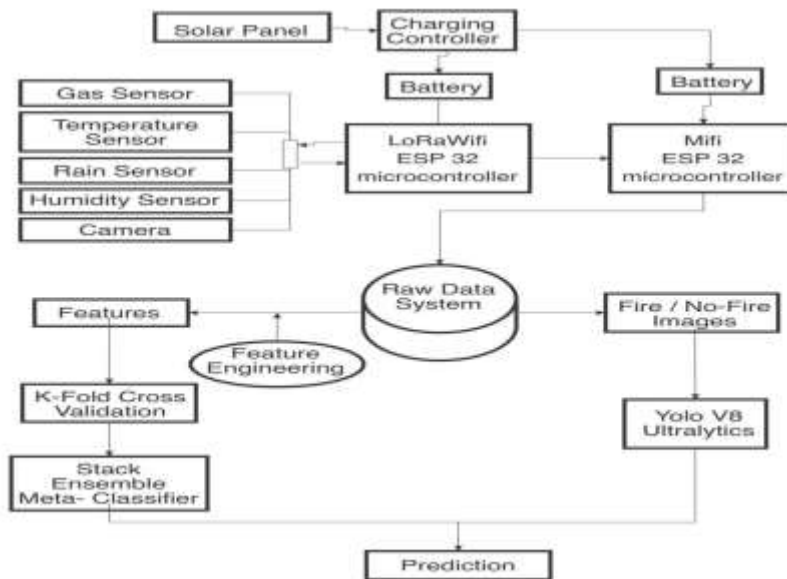 Solar Panel
Charging
Controller
Battery
Battery
Gas Sensor
Temperature
Sensor
Rain Sensor
Humidity Sensor
Camera
LoRaWifi
ESP 32
microcontroller
Mifi
ESP 32
microcontroller
Raw Data
System
Features
Feature
Engineering
Fire / No-Fire
Images
K-Fold Cross
Validation
Yolo V8
Ultralytics
Stack
Ensemble
Meta- Classifier
Prediction